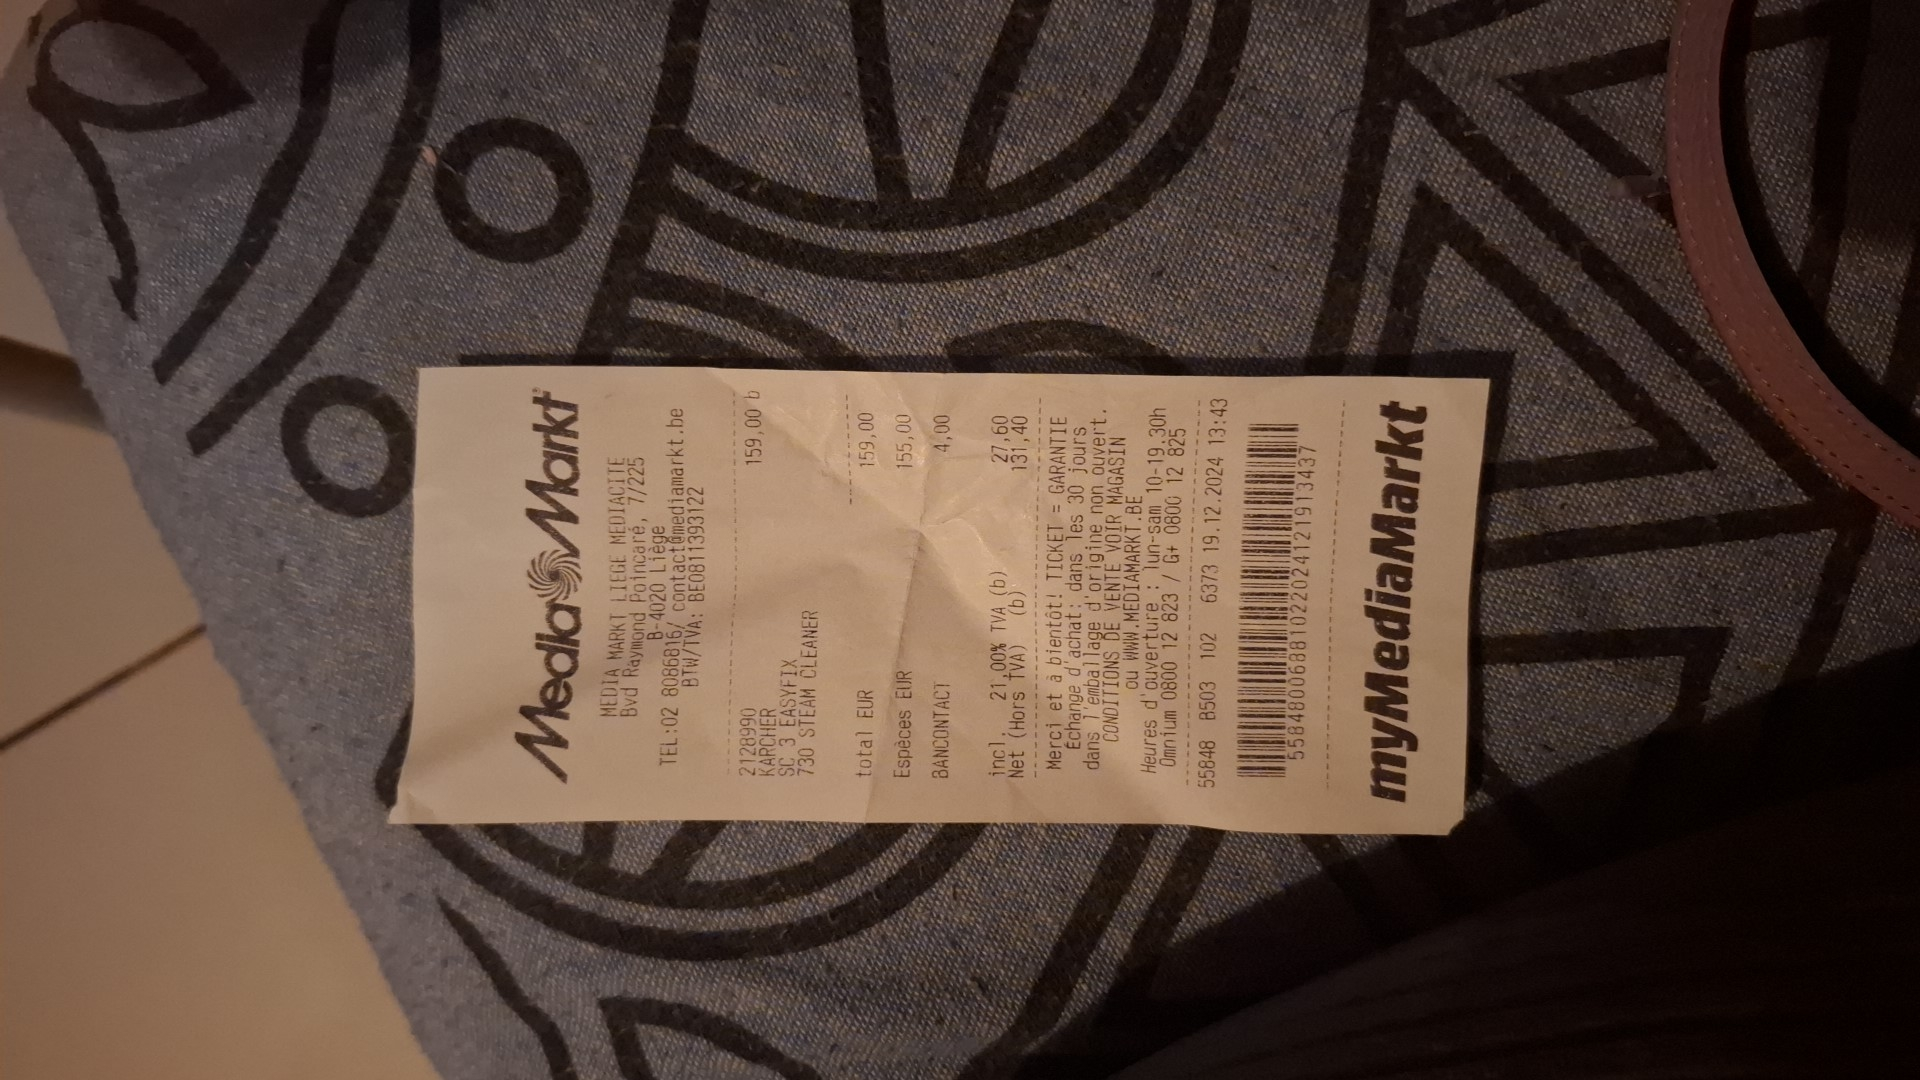 Media Markt
MEDIA MARKT LIEGE MEDIACITE
Bvd Raymond Poincaré, 7/225
B-4020 Liège
TEL:02 8086816/ contact@mediamarkt.be
BTW/TVA: BE0811393122
2128990 159,00 b
KARCHER
SC 3 EASYFIX
730 STEAM CLEANER
total EUR 159,00
Espèces EUR 155,00
BANCONTACT 4,00
incl. 21,00% TVA (b) 27,60
Net (Hors TVA) (b) 131,40
Merci et à bientôt! TICKET = GARANTIE
Echange d'achat: dans les 30 jours
dans l'emballage d'origine non ouvert.
CONDITIONS DE VENTE VOIR MAGASIN
ou WWW.MEDIAMARKT.BE
Heures d'ouverture : lun-sam 10-19.30h
Omnium 0800 12 823 / G+ 0800 12 825
55848 B503 102 6373 19.12.2024 13:43
5584800688102202412191 3437
myMediaMarkt